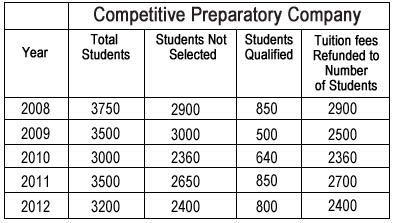 Competitive Preparatory Company
Year Total Students Students Not Selected Students Qualified Tuition fees Refunded to Number of Students
2008 3750 2900 850 2900
2009 3500 3000 500 2500
2010 3000 2360 640 2360
2011 3500 2650 850 2700
2012 3200 2400 800 2400